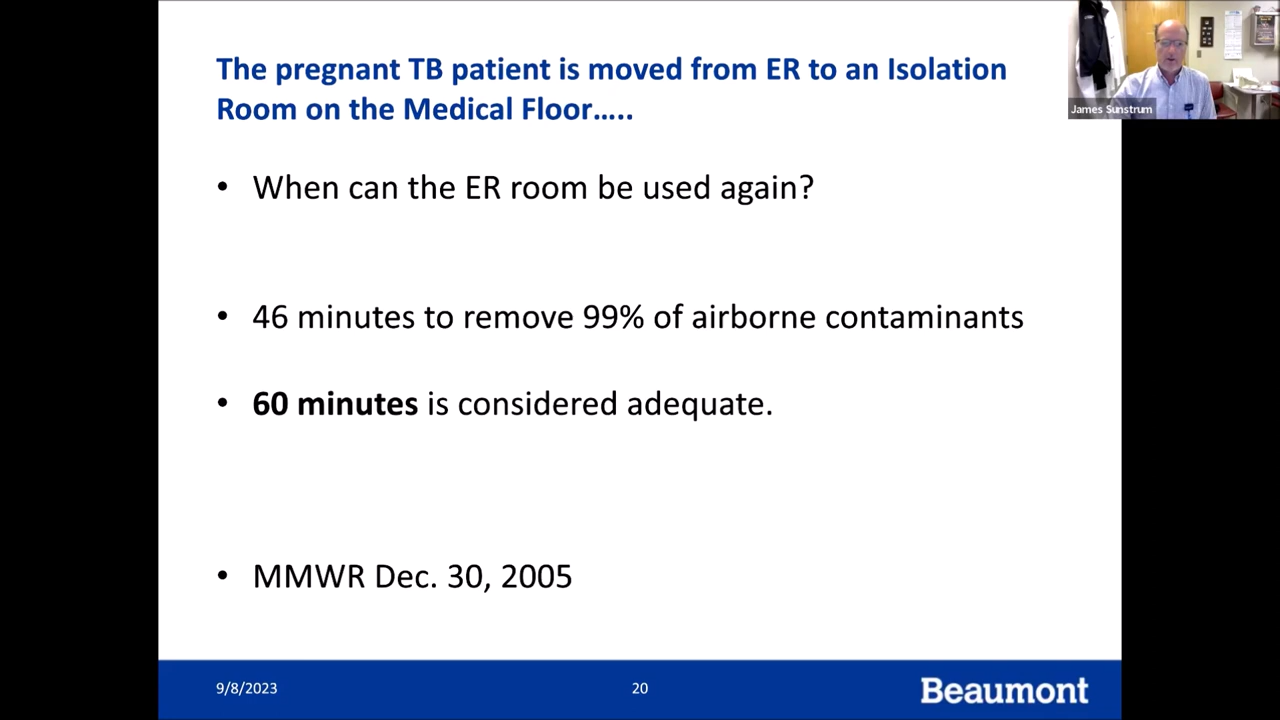 The pregnant TB patient is moved from ER to an Isolation
Room on the Medical Floor…..
• When can the ER room be used again?
• 46 minutes to remove 99% of airborne contaminants
• 60 minutes is considered adequate.
• MMWR Dec. 30, 2005
9/8/2023
20
Beaumont
James Sunstrum